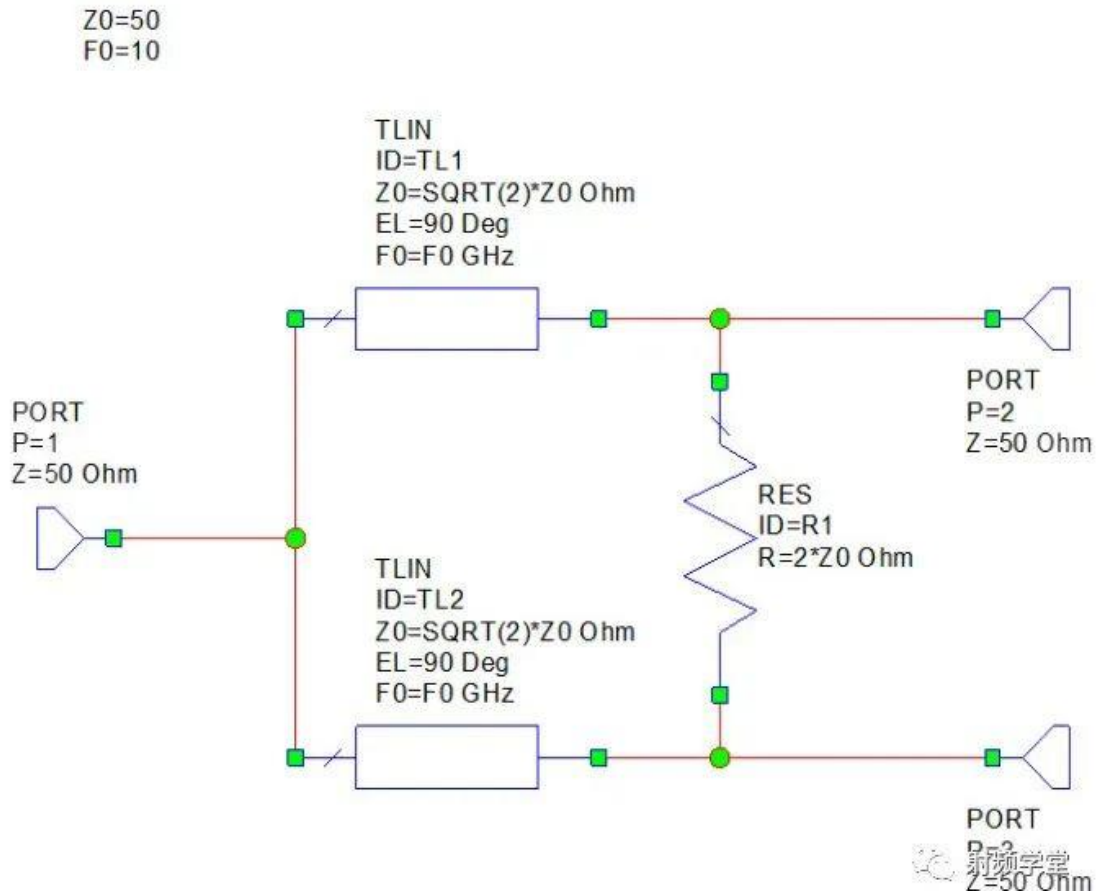 Z0=50
F0=10
TLIN
ID=TL1
Z0=SQRT(2)*Z0 Ohm
EL=90 Deg
F0=F0 GHz
PORT
P=1
Z=50 Ohm
PORT
P=2
Z=50 Ohm
RES
ID=R1
R=2*Z0 Ohm
TLIN
ID=TL2
Z0=SQRT(2)*Z0 Ohm
EL=90 Deg
F0=F0 GHz
PORT
P=3
射频学堂
Z=50 Ohm